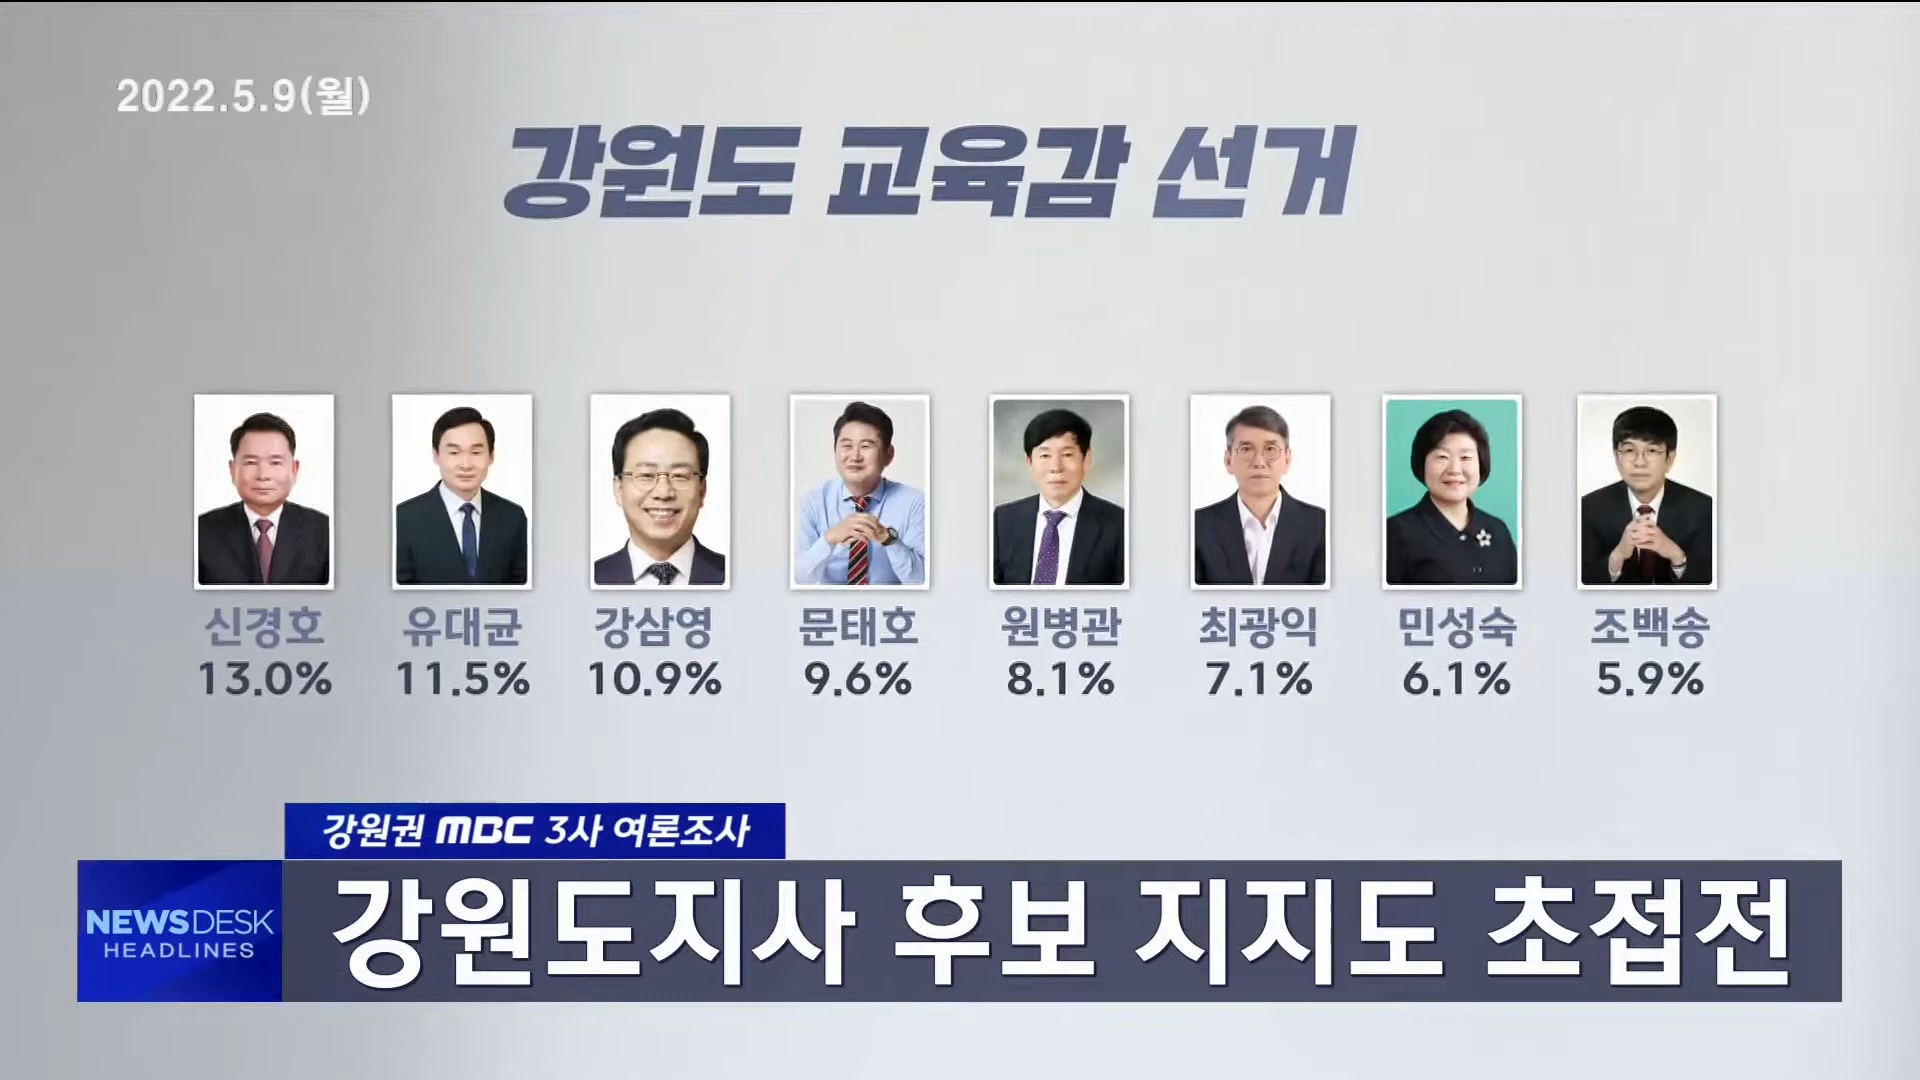 2022.5.9(월)
강원도 교육감 선거
신경호 유대균 강삼영 문태호 원병관 최광익 민성숙 조백송
13.0% 11.5% 10.9% 9.6% 8.1% 7.1% 6.1% 5.9%
강원권 MBC 3사 여론조사
NEWSDESK
HEADLINES
강원도지사 후보 지지도 초접전